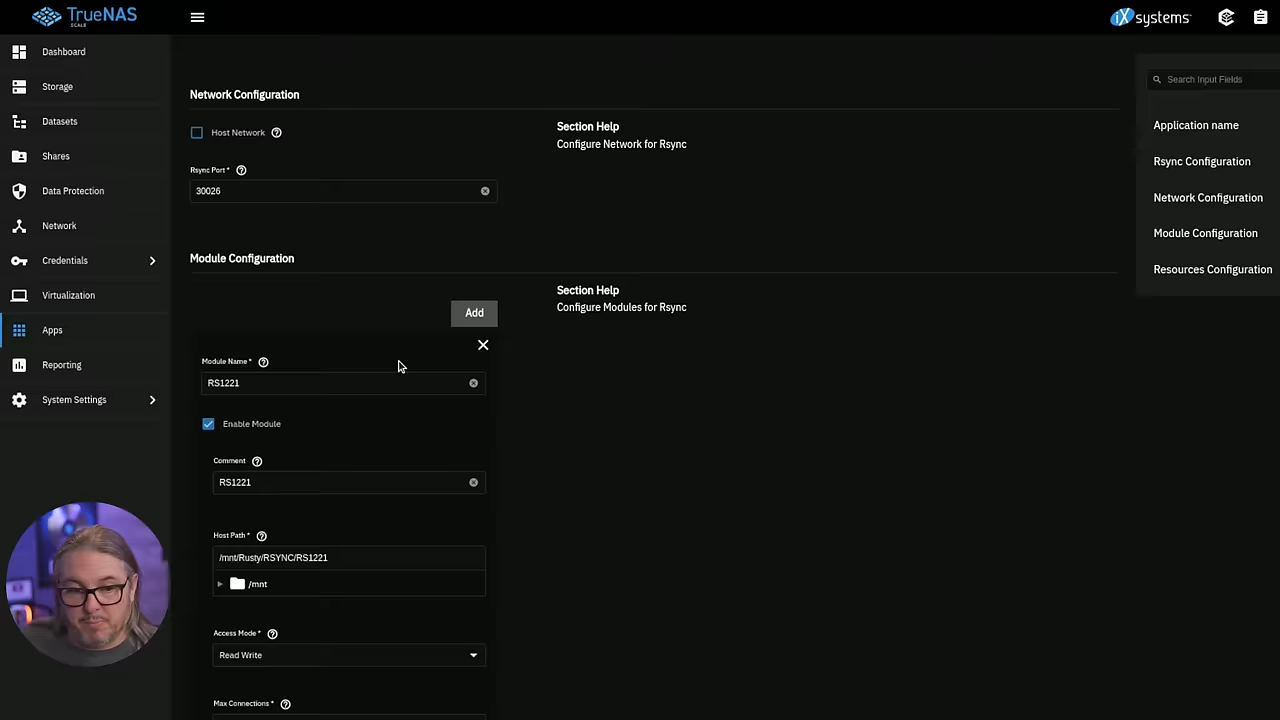 TrueNAS
SCALE
iXsystems
Dashboard
Storage
Datasets
Shares
Data Protection
Network
Credentials
Virtualization
Apps
Reporting
System Settings
Network Configuration
Host Network
Rsync Port *
30026
Section Help
Configure Network for Rsync
Module Configuration
Add
Section Help
Configure Modules for Rsync
Module Name *
RS1221
Enable Module
Comment
RS1221
Host Path *
/mnt/Rusty/RSYNC/RS1221
/mnt
Access Mode *
Read Write
Max Connections *
Search Input Fields
Application name
Rsync Configuration
Network Configuration
Module Configuration
Resources Configuration